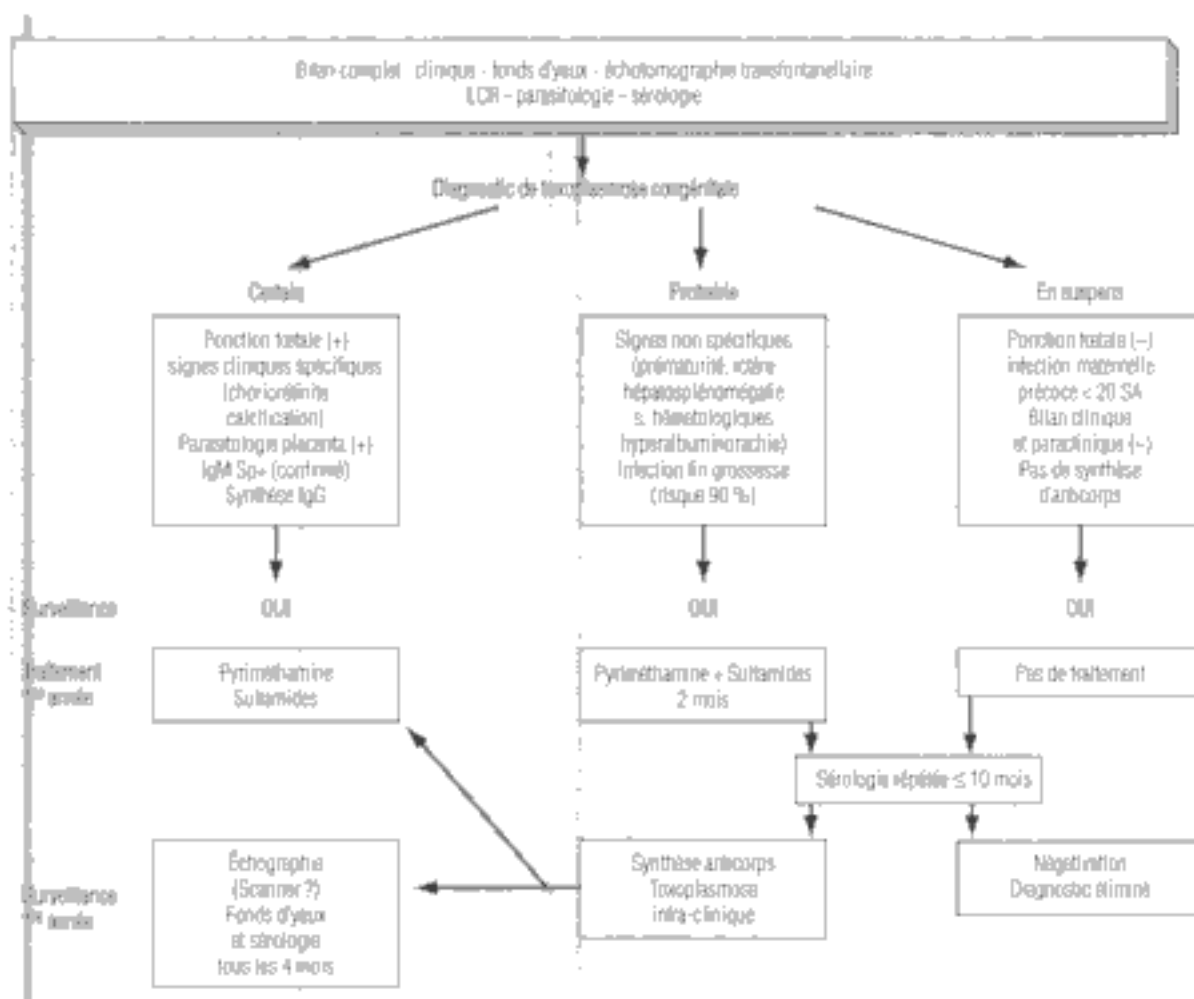 Bilan complet : clinique - fonds d'yeux - échotomographie transfontanellaire
LCR - parasitologie - sérologie
Diagnostic de toxoplasmose congénitale
Certain
Probable
En suspens
Ponction fœtale (+)
signes cliniques spécifiques
(choriorétinite
calcification)
Parasitologie placenta (+)
IgM Sp+ (confirmé)
Synthèse IgG
Signes non spécifiques
(prématurité, ictère
hépatosplénomégalie
s. hématologiques
hyperalbuminorachie)
Infection fin grossesse
(risque 90 %)
Ponction fœtale (–)
infection maternelle
précoce < 20 SA
Bilan clinique
et paraclinique (–)
Pas de synthèse
d'anticorps
Surveillance
OUI
OUI
OUI
Traitement
1re année
Pyriméthamine
Sulfamides
Pyriméthamine + Sulfamides
2 mois
Pas de traitement
Sérologie répétée ≤ 10 mois
Surveillance
année
Échographie
(Scanner ?)
Fonds d'yeux
et sérologie
tous les 4 mois
Synthèse anticorps
Toxoplasmose
infra-clinique
Négativation
Diagnostic éliminé